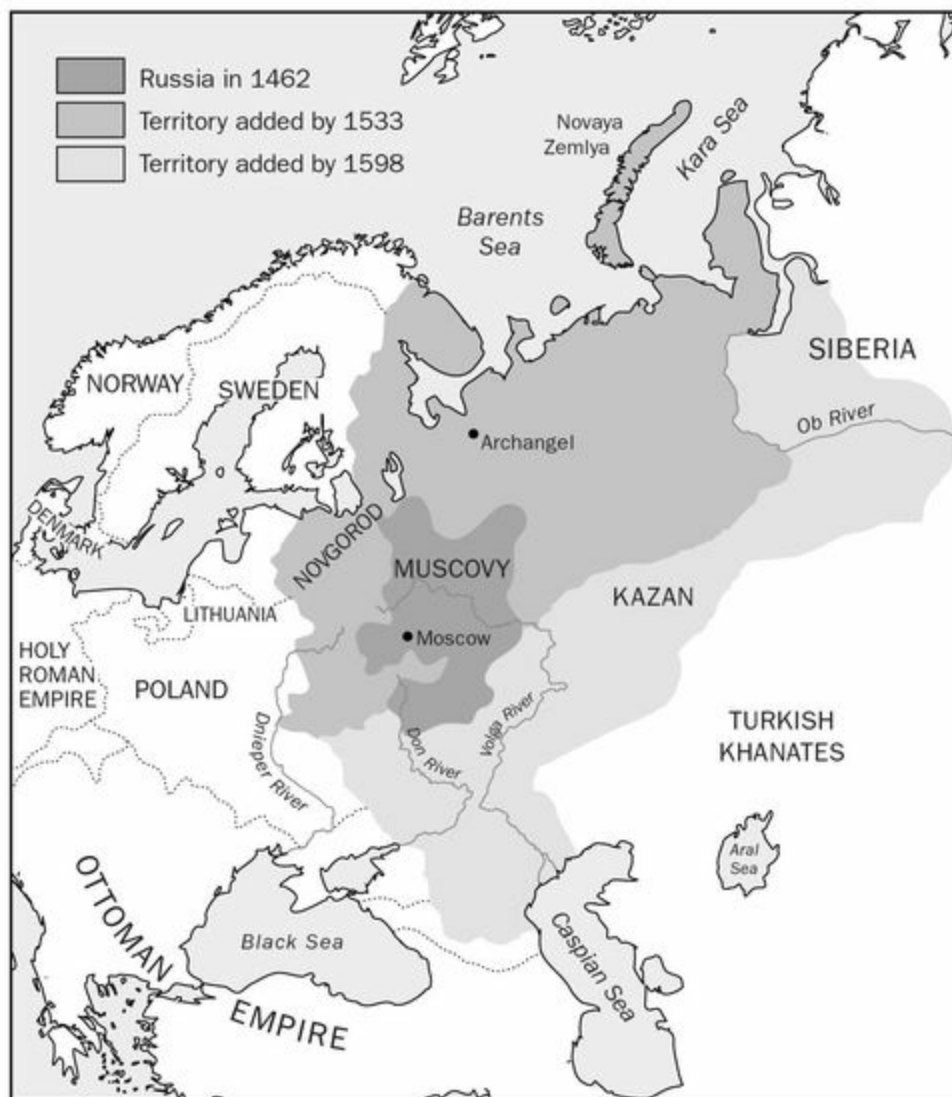 Russia in 1462
Territory added by 1533
Territory added by 1598
Novaya
Zemlya
Kara Sea
Barents
Sea
SIBERIA
NORWAY
SWEDEN
Ob River
Archangel
DENMARK
NOVGOROD
MUSCOVY
KAZAN
LITHUANIA
Moscow
HOLY
ROMAN
EMPIRE
POLAND
Dnieper River
Don River
Volga River
TURKISH
KHANATES
Aral
Sea
OTTOMAN
EMPIRE
Black Sea
Caspian Sea